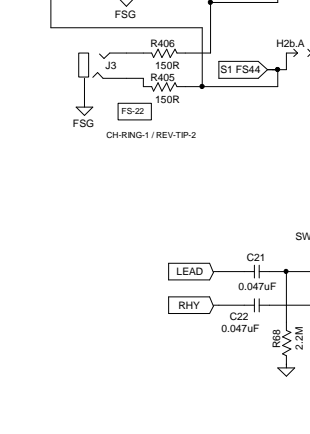 FSG
R406
H2b.A
J3
150R
S1 FS44
R405
150R
FS-22
FSG
CH-RING-1 / REV-TIP-2
SW
C21
LEAD
0.047uF
RHY
C22
0.047uF
R68
2.2M